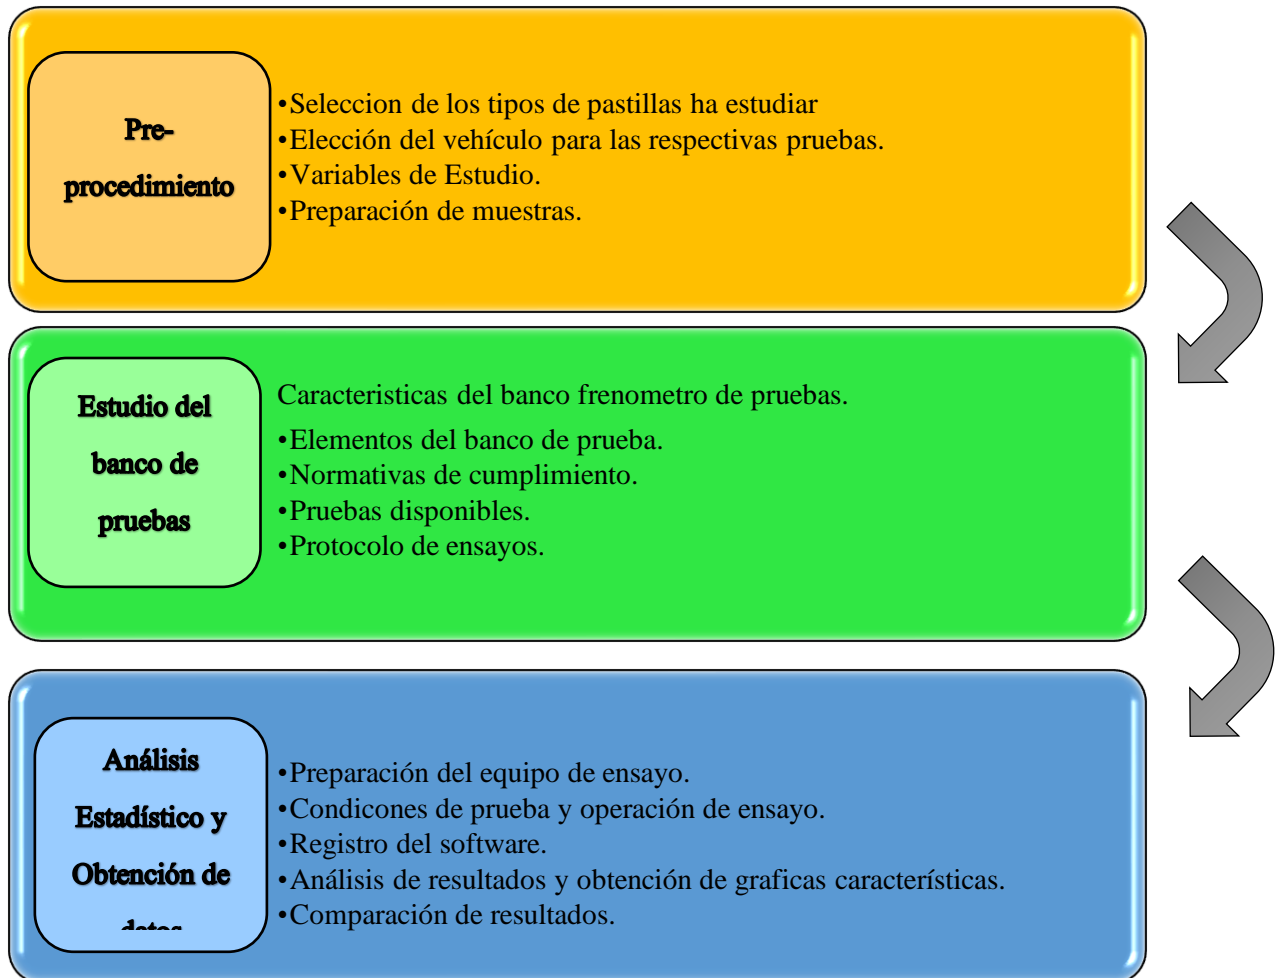 Pre-
procedimiento
•Seleccion de los tipos de pastillas ha estudiar
•Elección del vehículo para las respectivas pruebas.
•Variables de Estudio.
•Preparación de muestras.
Estudio del
banco de
pruebas
Caracteristicas del banco frenometro de pruebas.
•Elementos del banco de prueba.
•Normativas de cumplimiento.
•Pruebas disponibles.
•Protocolo de ensayos.
Análisis
Estadístico y
Obtención de
datos
•Preparación del equipo de ensayo.
•Condicones de prueba y operación de ensayo.
•Registro del software.
•Análisis de resultados y obtención de graficas características.
•Comparación de resultados.